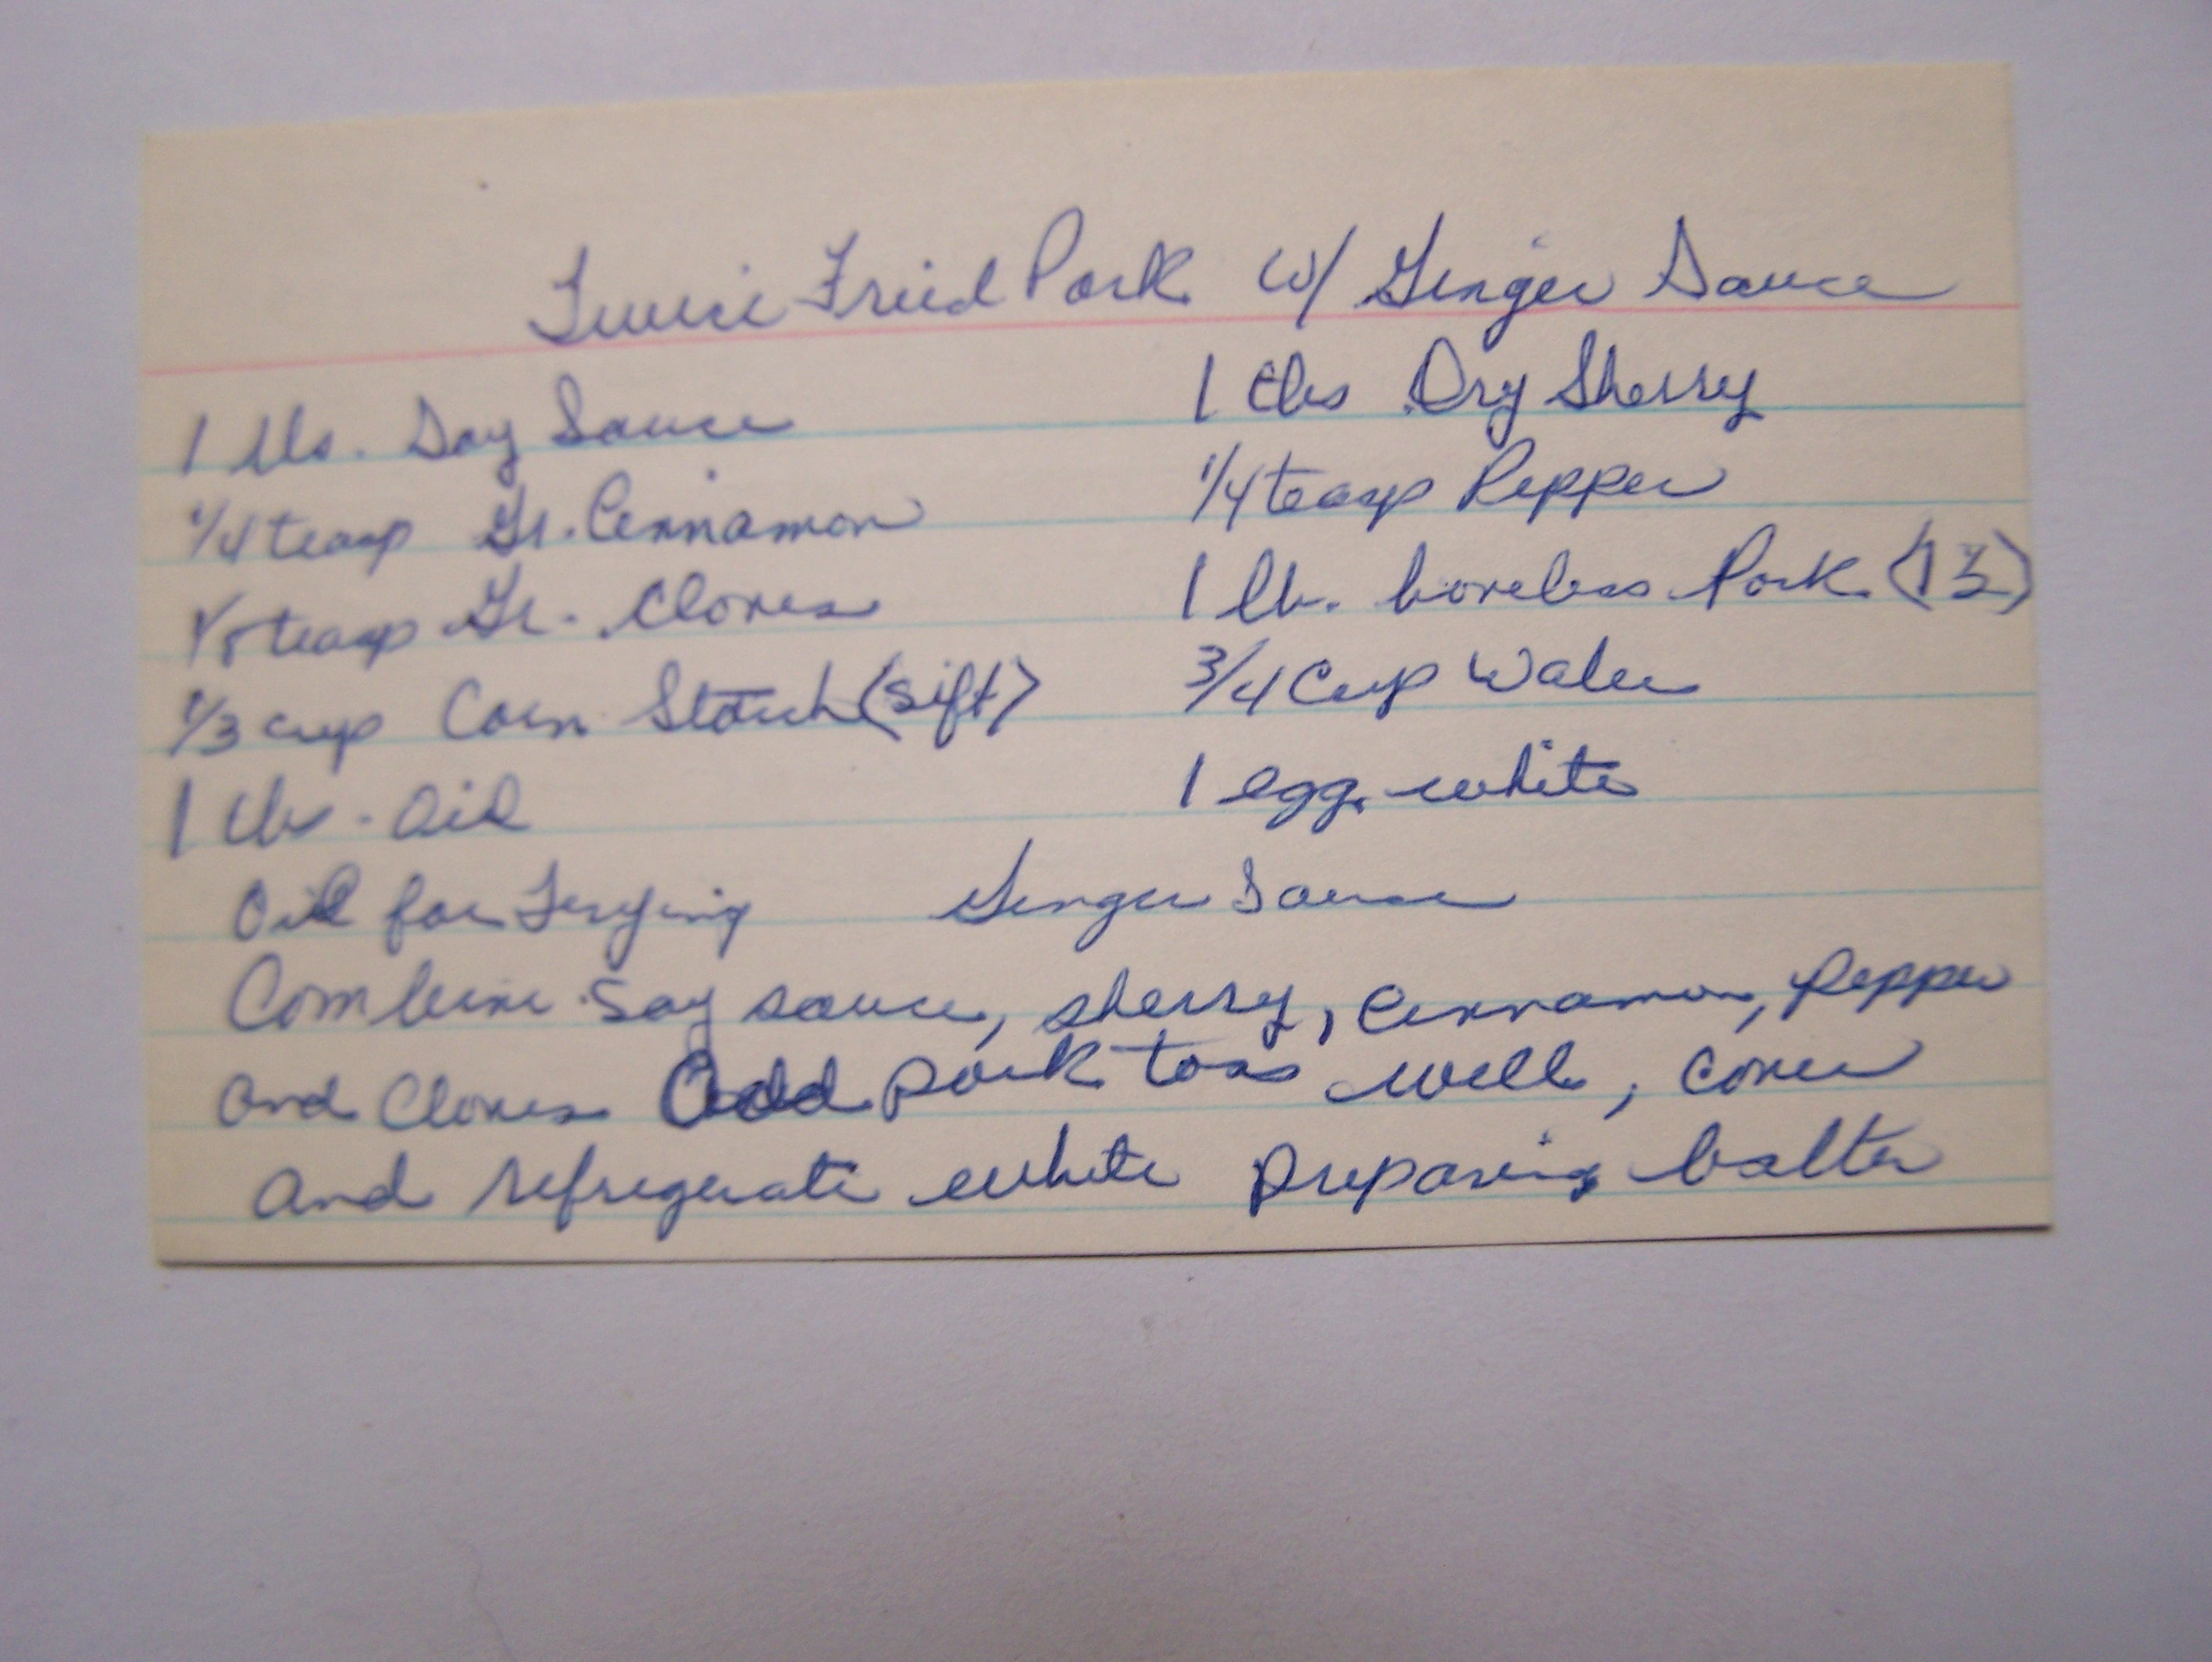 Twice Fried Pork w/ Ginger Sauce
1 tbs. Soy Sauce 1 tbs Dry Sherry
1/4 teasp Gr. Cinnamon 1/4 teasp Pepper
1/8 teasp Gr. Cloves 1 lb. boneless Pork
1/3 cup Corn Starch (sift) 3/4 Cup Water
1 tbs. Oil 1 egg white
Oil for Frying Ginger Sauce
Combine Soy sauce, sherry, Cinnamon, Pepper
and Cloves Add pork toss well, cover
and refrigerate white preparing batter